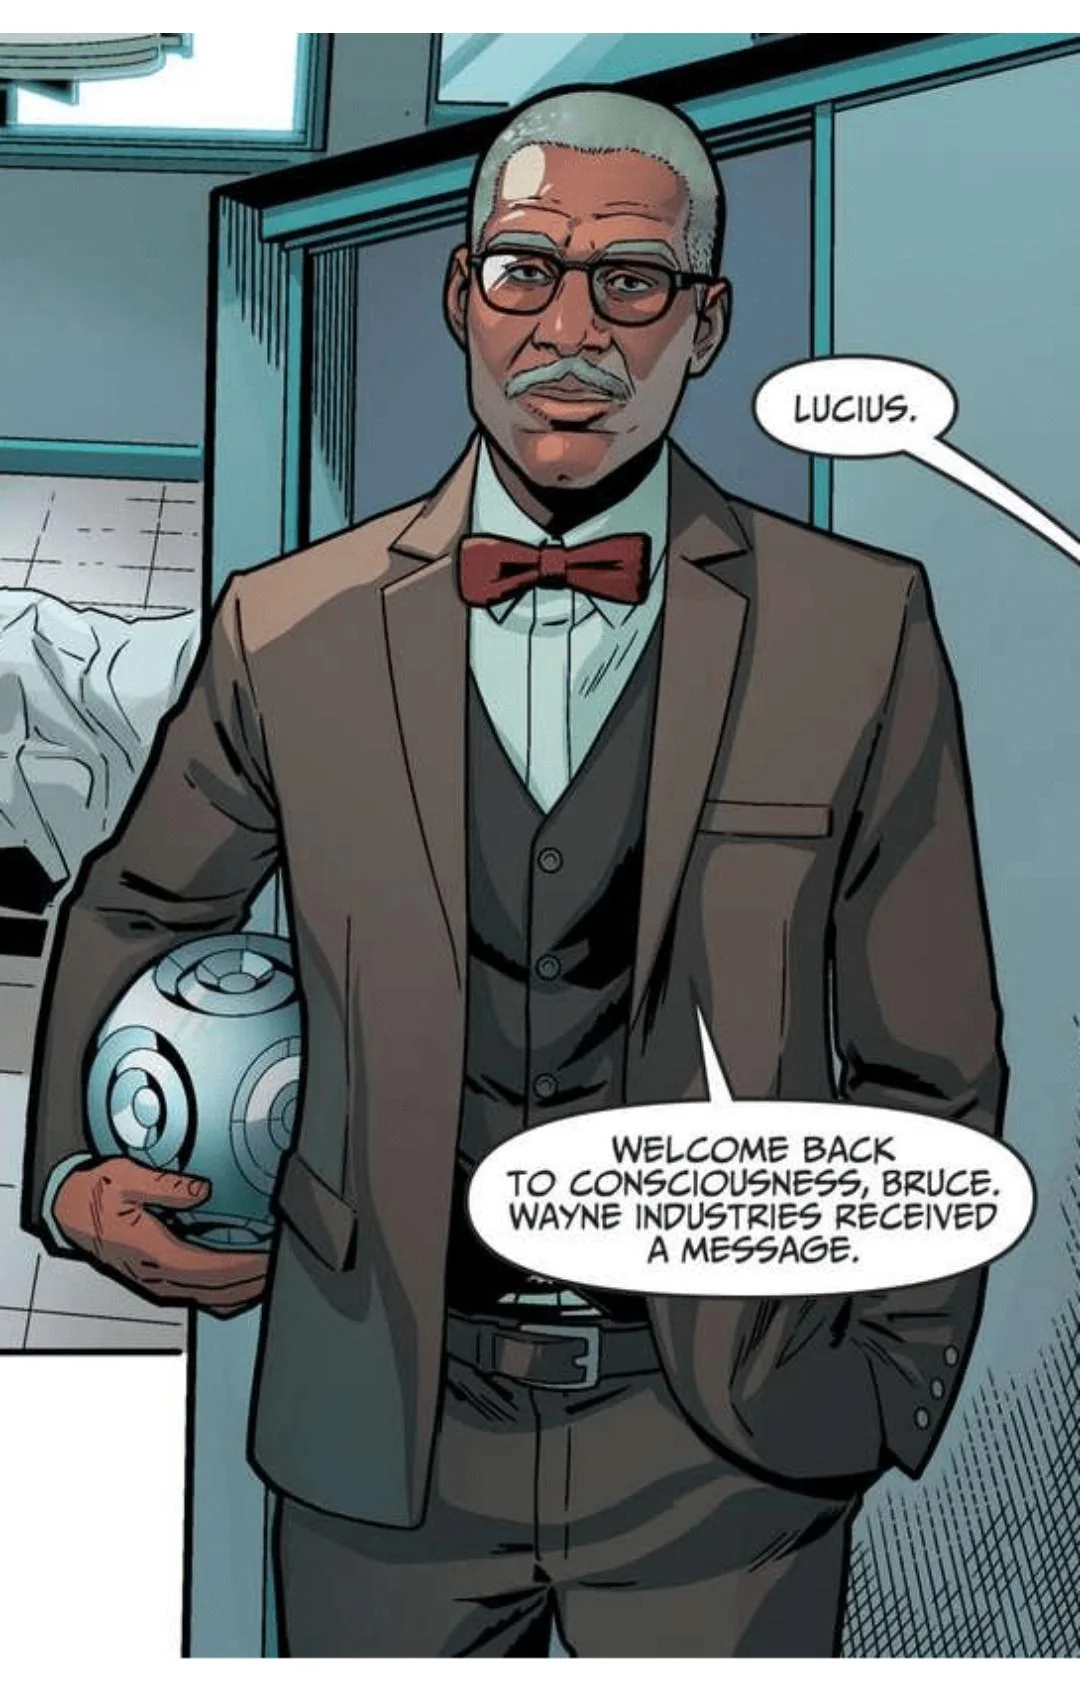 LUCIUS.
WELCOME BACK
TO CONSCIOUSNESS, BRUCE.
WAYNE INDUSTRIES RECEIVED
A MESSAGE.